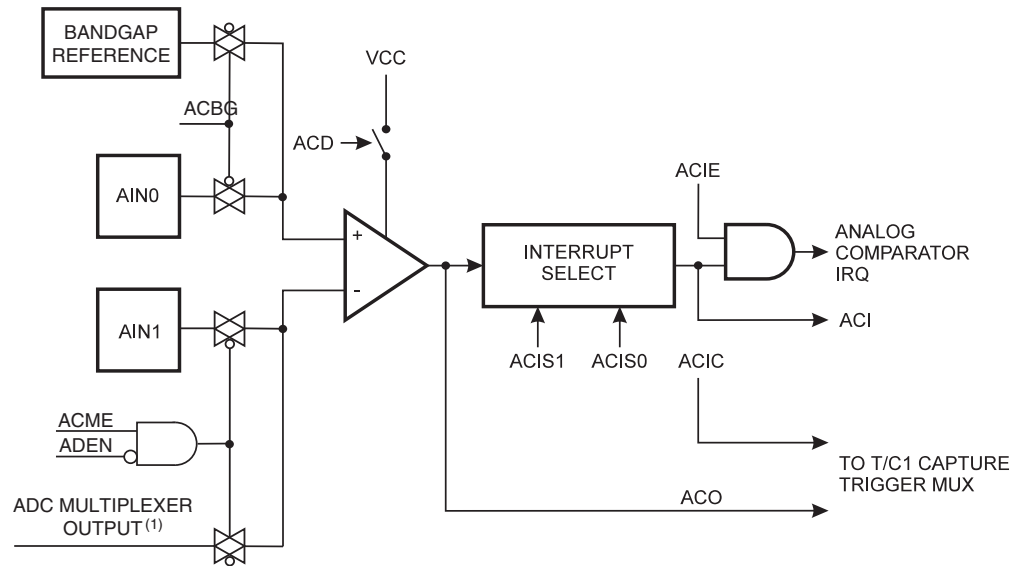 BANDGAP
REFERENCE
VCC
ACBG
ACD
AIN0
ACIE
+
-
INTERRUPT
SELECT
ANALOG
COMPARATOR
IRQ
AIN1
ACI
ACIS1
ACIS0
ACIC
ACME
ADEN
TO T/C1 CAPTURE
TRIGGER MUX
ADC MULTIPLEXER
OUTPUT (1)
ACO